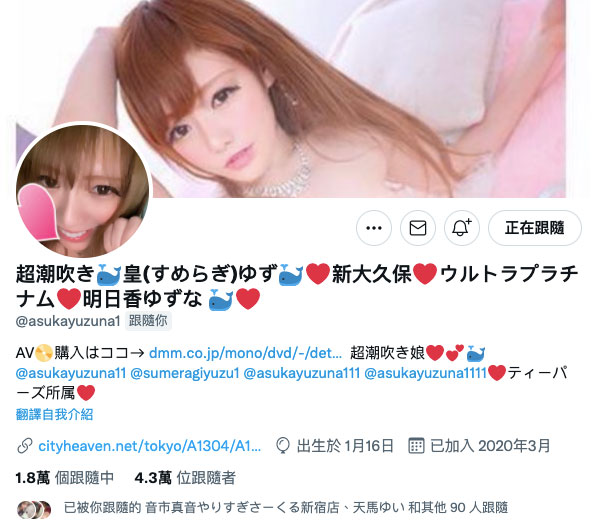 正在跟隨
超潮吹き🐳皇(すめらぎ)ゆず🐳❤️新大久保❤️ウルトラプラチ
ナム❤️明日香ゆずな 🐳❤️
@asukayuzuna1 跟隨你
AV📀購入はココ→ dmm.co.jp/mono/dvd/-/det… 超潮吹き娘❤️💕🐳
@asukayuzuna11 @sumeragiyuzu1 @asukayuzuna111 @asukayuzuna1111❤️ティーパ
ーズ所属❤️
翻譯自我介紹
cityheaven.net/tokyo/A1304/A1… 出生於 1月16日 已加入 2020年3月
1.8萬 個跟隨中 4.3萬 位跟隨者
已被你跟隨的 音市真音やりすぎさーくる新宿店、天馬ゆい 和其他 90 人跟隨